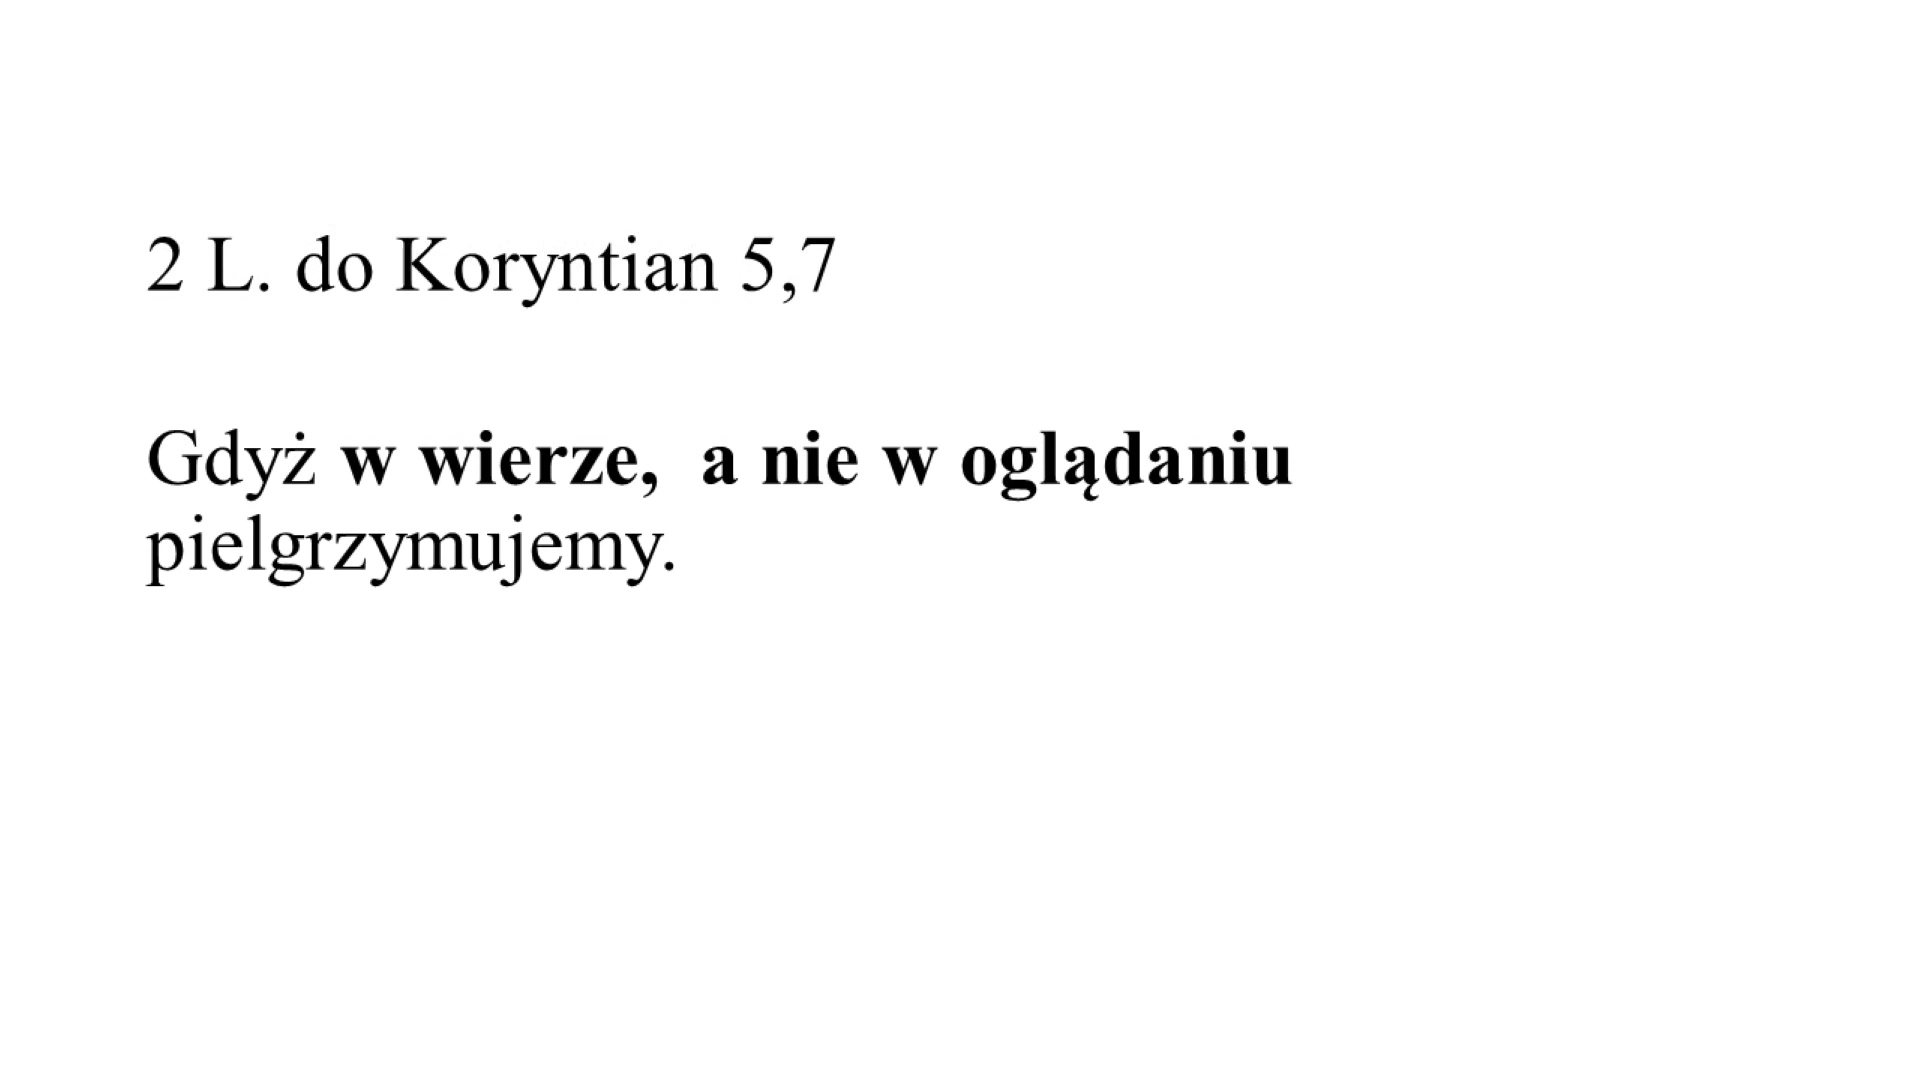 2 L. do Koryntian 5,7
Gdyż w wierze,  a nie w oglądaniu
pielgrzymujemy.